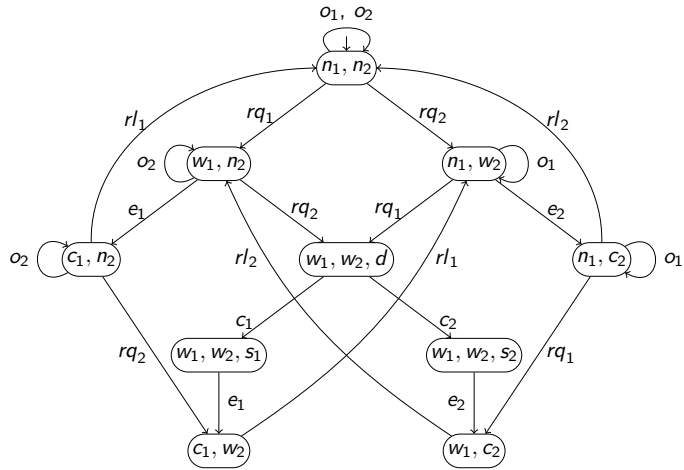 o₁, o₂
n₁, n₂
rl₁
rq₁
rq₂
rl₂
o₂
w₁, n₂
n₁, w₂
o₁
e₁
rq₂
rq₁
e₂
o₂
c₁, n₂
rl₂
w₁, w₂, d
rl₁
n₁, c₂
o₁
c₁
c₂
rq₂
w₁, w₂, s₁
w₁, w₂, s₂
rq₁
e₁
e₂
c₁, w₂
w₁, c₂